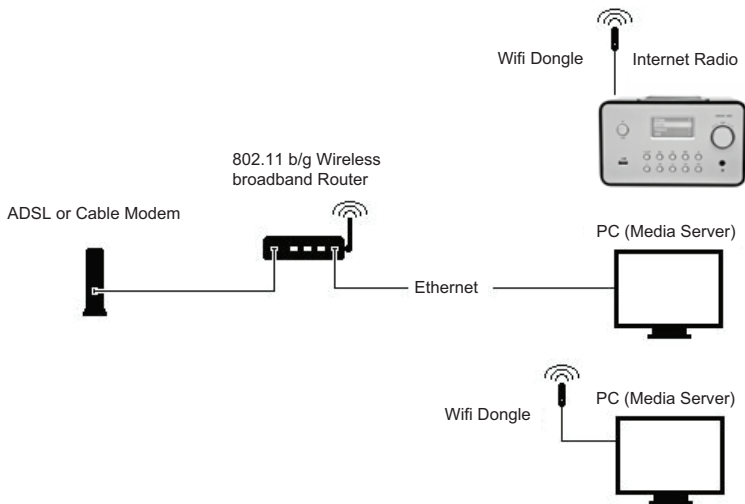 Wifi Dongle
Internet Radio
802.11 b/g Wireless
broadband Router
ADSL or Cable Modem
PC (Media Server)
Ethernet
PC (Media Server)
Wifi Dongle